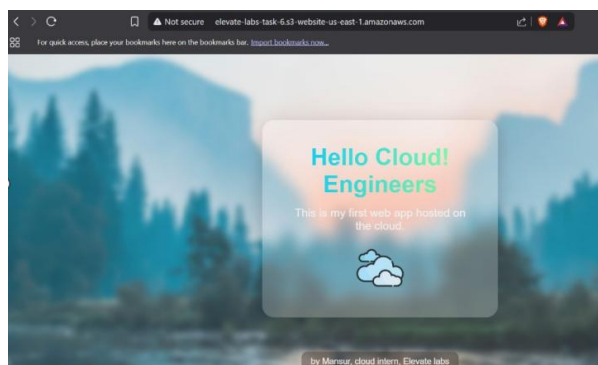 Not secure elevate-labs-task-6.s3-website-us-east-1.amazonaws.com
For quick access, place your bookmarks here on the bookmarks bar. Import bookmarks now...
Hello Cloud!
Engineers
This is my first web app hosted on
the cloud.
by Mansur, cloud intern, Elevate labs